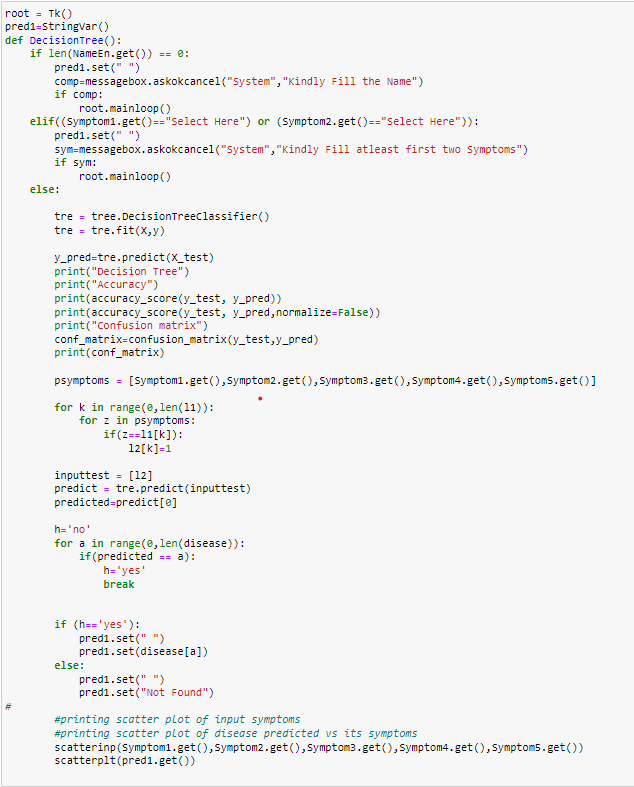 root = Tk()
pred1=StringVar()
def DecisionTree():
    if len(NameEn.get()) == 0:
        pred1.set(" ")
        comp=messagebox.askokcancel("System","Kindly Fill the Name")
        if comp:
            root.mainloop()
    elif((Symptom1.get()=="Select Here") or (Symptom2.get()=="Select Here")):
        pred1.set(" ")
        sym=messagebox.askokcancel("System","Kindly Fill atleast first two Symptoms")
        if sym:
            root.mainloop()
    else:
        tre = tree.DecisionTreeClassifier()
        tre = tre.fit(X,y)
        y_pred=tre.predict(X_test)
        print("Decision Tree")
        print("Accuracy")
        print(accuracy_score(y_test, y_pred))
        print(accuracy_score(y_test, y_pred,normalize=False))
        print("Confusion matrix")
        conf_matrix=confusion_matrix(y_test,y_pred)
        print(conf_matrix)
        psymptoms = [Symptom1.get(),Symptom2.get(),Symptom3.get(),Symptom4.get(),Symptom5.get()]
        for k in range(0,len(l1)):
            for z in psymptoms:
                if(z==l1[k]):
                    l2[k]=1
        inputtest = [l2]
        predict = tre.predict(inputtest)
        predicted=predict[0]
        h='no'
        for a in range(0,len(disease)):
            if(predicted == a):
                h='yes'
                break
        if (h=='yes'):
            pred1.set(" ")
            pred1.set(disease[a])
        else:
            pred1.set(" ")
            pred1.set("Not Found")
#
        #printing scatter plot of input symptoms
        #printing scatter plot of disease predicted vs its symptoms
        scatterinp(Symptom1.get(),Symptom2.get(),Symptom3.get(),Symptom4.get(),Symptom5.get())
        scatterplt(pred1.get())